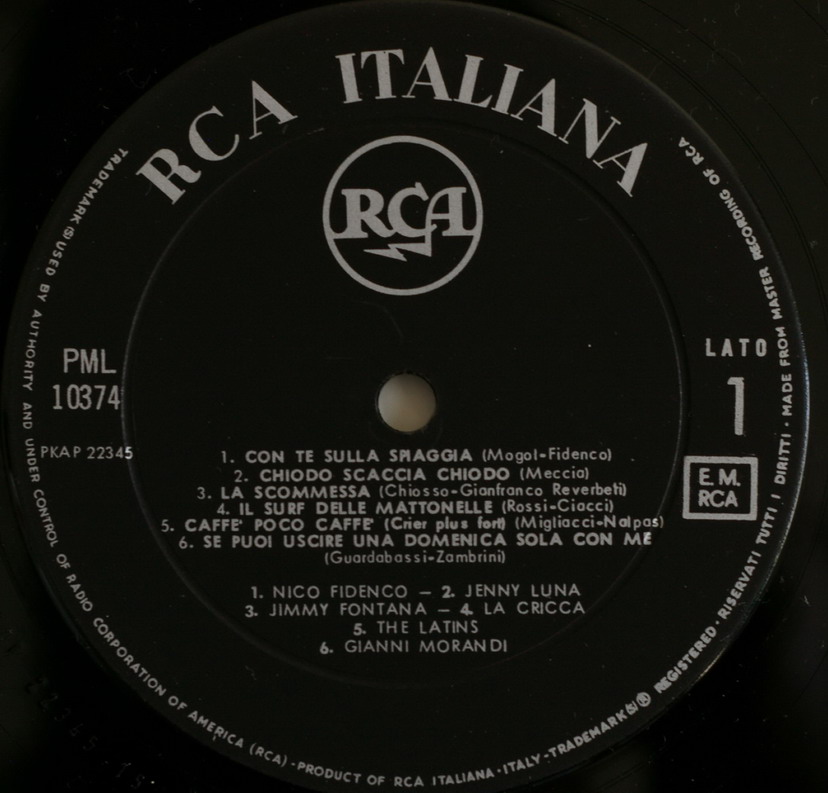 RCA ITALIANA
RCA
TRADEMARK (S) USED BY AUTHORITY AND UNDER CONTROL OF RADIO CORPORATION OF AMERICA (RCA) - PRODUCT OF RCA ITALIANA - ITALY - TRADEMARK(S) ® REGISTERED - RISERVATI TUTTI I DIRITTI - MADE FROM MASTER RECORDING OF RCA
PML
10374
PKAP 22345
LATO
1
E.M.
RCA
1. CON TE SULLA SPIAGGIA (Mogol-Fidenco)
2. CHIODO SCACCIA CHIODO (Meccia)
3. LA SCOMMESSA (Chiosso-Gianfranco Reverbeti)
4. IL SURF DELLE MATTONELLE (Rossi-Ciacci)
5. CAFFE' POCO CAFFE' (Crier plus fort) (Migliacci-Nalpas)
6. SE PUOI USCIRE UNA DOMENICA SOLA CON ME
(Guardabassi-Zambrini)
1. NICO FIDENCO — 2. JENNY LUNA
3. JIMMY FONTANA — 4. LA CRICCA
5. THE LATINS
6. GIANNI MORANDI